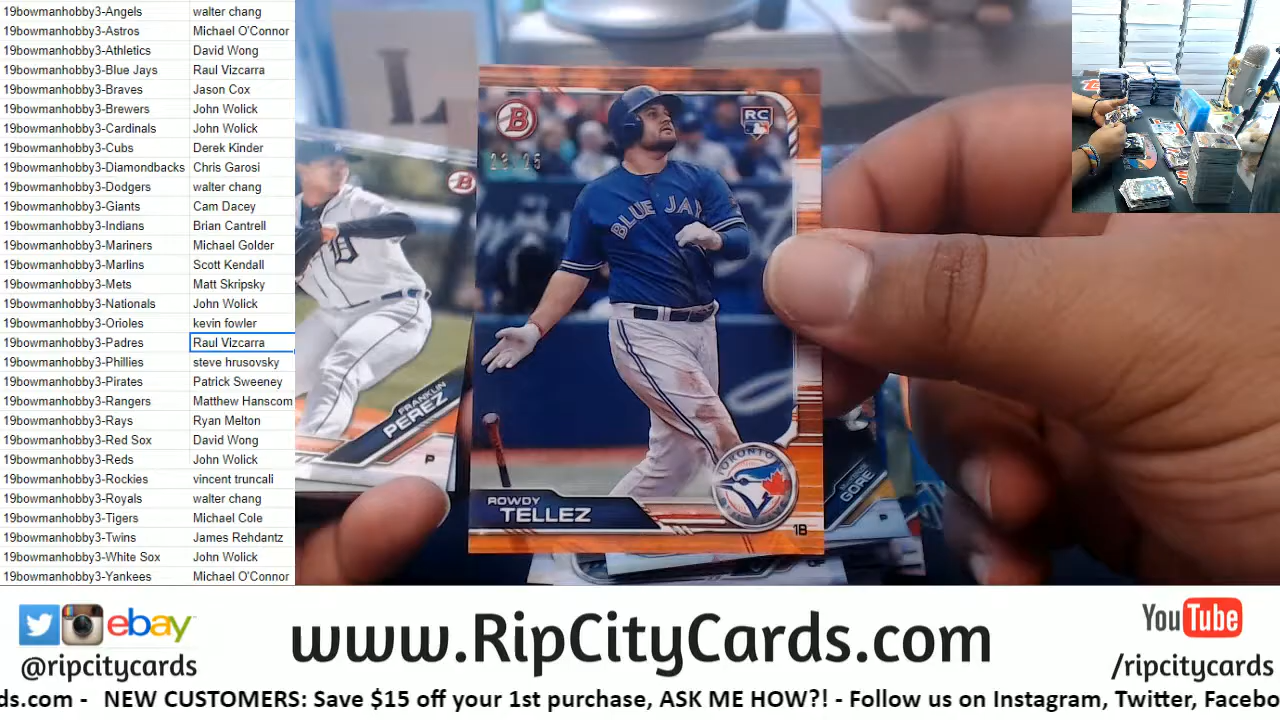 19bowmanhobby3-Angels walter chang
19bowmanhobby3-Astros Michael O'Connor
19bowmanhobby3-Athletics David Wong
19bowmanhobby3-Blue Jays Raul Vizcarra
19bowmanhobby3-Braves Jason Cox
19bowmanhobby3-Brewers John Wolick
19bowmanhobby3-Cardinals John Wolick
19bowmanhobby3-Cubs Derek Kinder
19bowmanhobby3-Diamondbacks Chris Garosi
19bowmanhobby3-Dodgers walter chang
19bowmanhobby3-Giants Cam Dacey
19bowmanhobby3-Indians Brian Cantrell
19bowmanhobby3-Mariners Michael Golder
19bowmanhobby3-Marlins Scott Kendall
19bowmanhobby3-Mets Matt Skripsky
19bowmanhobby3-Nationals John Wolick
19bowmanhobby3-Orioles kevin fowler
19bowmanhobby3-Padres Raul Vizcarra
19bowmanhobby3-Phillies steve hrusovsky
19bowmanhobby3-Pirates Patrick Sweeney
19bowmanhobby3-Rangers Matthew Hanscom
19bowmanhobby3-Rays Ryan Melton
19bowmanhobby3-Red Sox David Wong
19bowmanhobby3-Reds John Wolick
19bowmanhobby3-Rockies vincent truncali
19bowmanhobby3-Royals walter chang
19bowmanhobby3-Tigers Michael Cole
19bowmanhobby3-Twins James Rehdantz
19bowmanhobby3-White Sox John Wolick
19bowmanhobby3-Yankees Michael O'Connor
B
RC
23/25
BLUE JAY
TORONTO
ROWDY
TELLEZ
1B
B
D
FRANKLIN
PEREZ
P
GORE
P
ebay
@ripcitycards
www.RipCityCards.com
YouTube
/ripcitycards
ds.com - NEW CUSTOMERS: Save $15 off your 1st purchase, ASK ME HOW?! - Follow us on Instagram, Twitter, Facebo